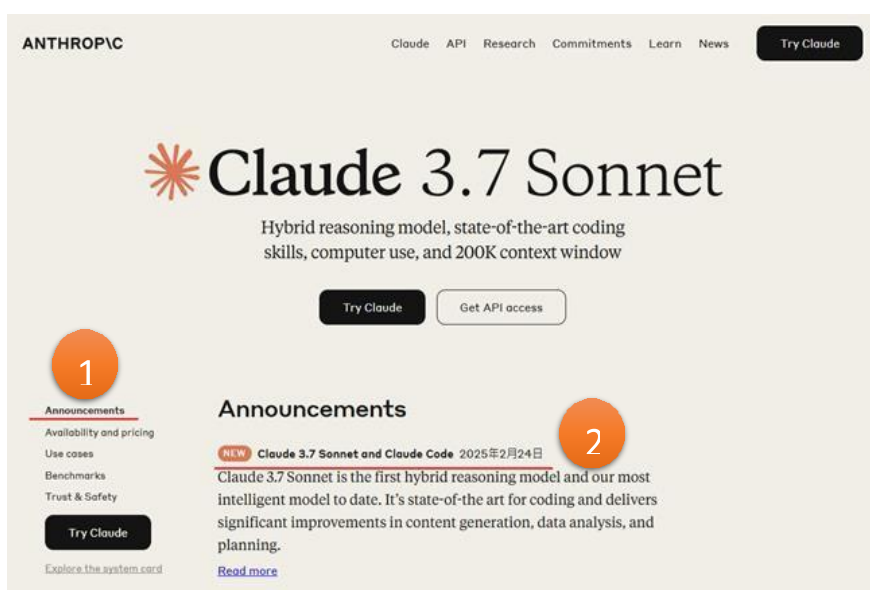 ANTHROP\C
Claude API Research Commitments Learn News Try Claude
Claude 3.7 Sonnet
Hybrid reasoning model, state-of-the-art coding
skills, computer use, and 200K context window
Try Claude Get API access
1
Announcements
Availability and pricing
Use cases
Benchmarks
Trust & Safety
Try Claude
Explore the system card
Announcements
2
NEW Claude 3.7 Sonnet and Claude Code 2025年2月24日
Claude 3.7 Sonnet is the first hybrid reasoning model and our most
intelligent model to date. It's state-of-the art for coding and delivers
significant improvements in content generation, data analysis, and
planning.
Read more